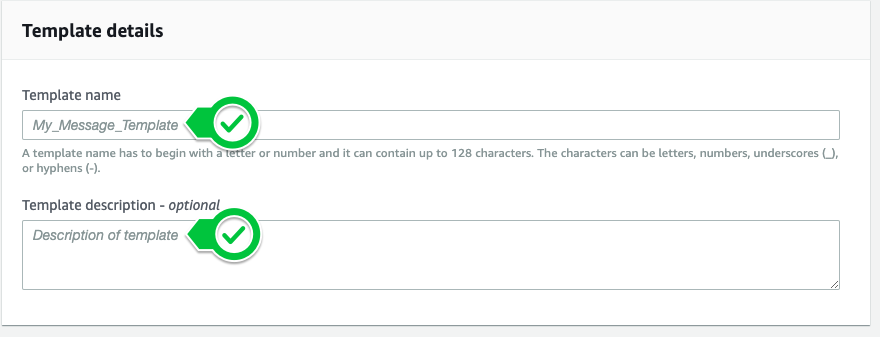 Template details
Template name
My_Message_Template
A template name has to begin with a letter or number and it can contain up to 128 characters. The characters can be letters, numbers, underscores (_),
or hyphens (-).
Template description - optional
Description of template